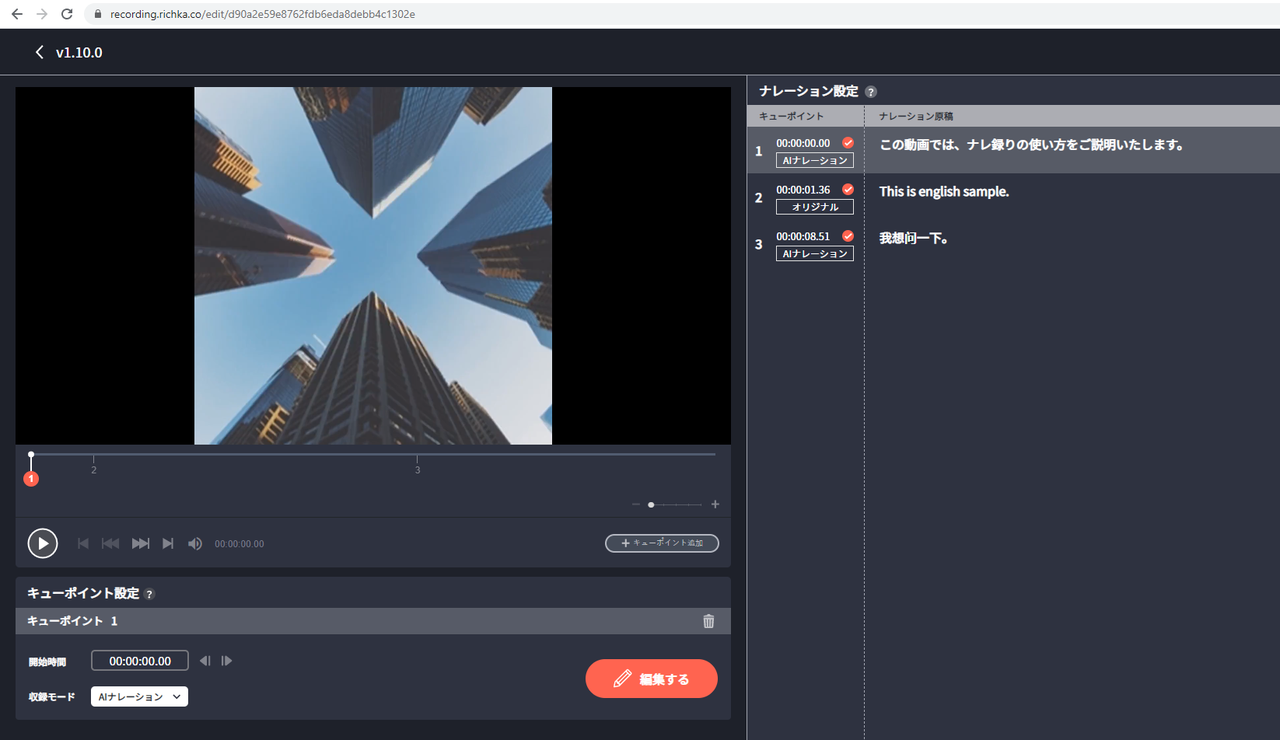 recording.richka.co/edit/d90a2e59e8762fdb6eda8debb4c1302e
v1.10.0
2
3
1
00:00:00.00
+ キューポイント追加
キューポイント設定 ?
キューポイント 1
開始時間
00:00:00.00
収録モード
AIナレーション
編集する
ナレーション設定 ?
キューポイント
ナレーション原稿
1
00:00:00.00
AIナレーション
この動画では、ナレ録りの使い方をご説明いたします。
2
00:00:01.36
オリジナル
This is english sample.
3
00:00:08.51
AIナレーション
我想问一下。